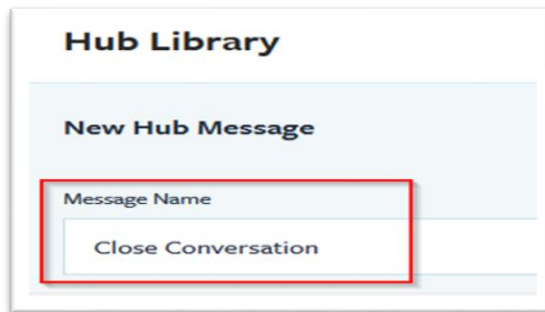 Hub Library
New Hub Message
Message Name
Close Conversation